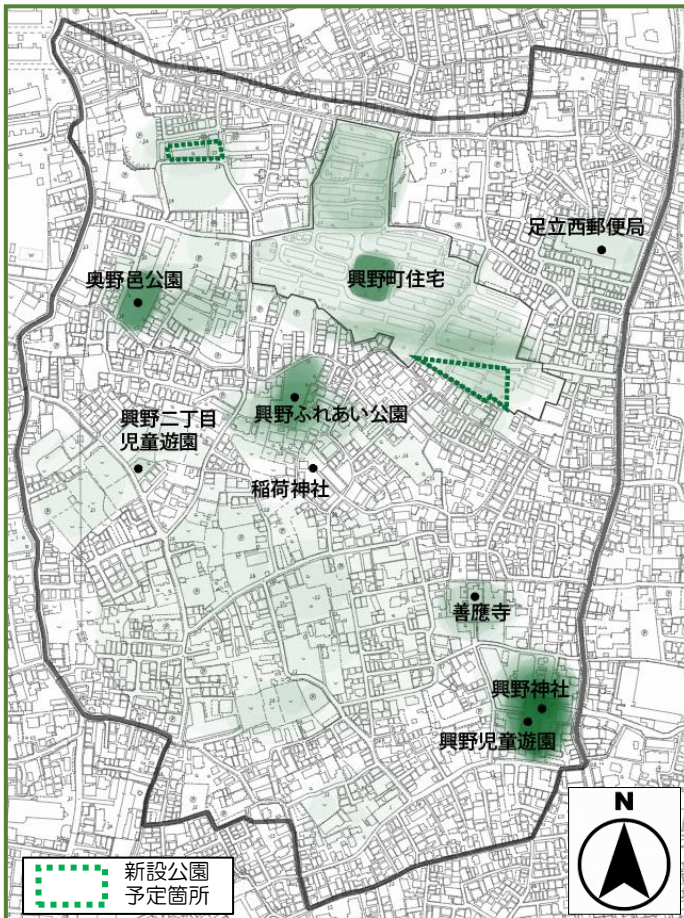 足立西郵便局
興野町住宅
奥野邑公園
興野ふれあい公園
興野二丁目
児童遊園
稲荷神社
善應寺
興野神社
興野児童遊園
新設公園
予定箇所
N